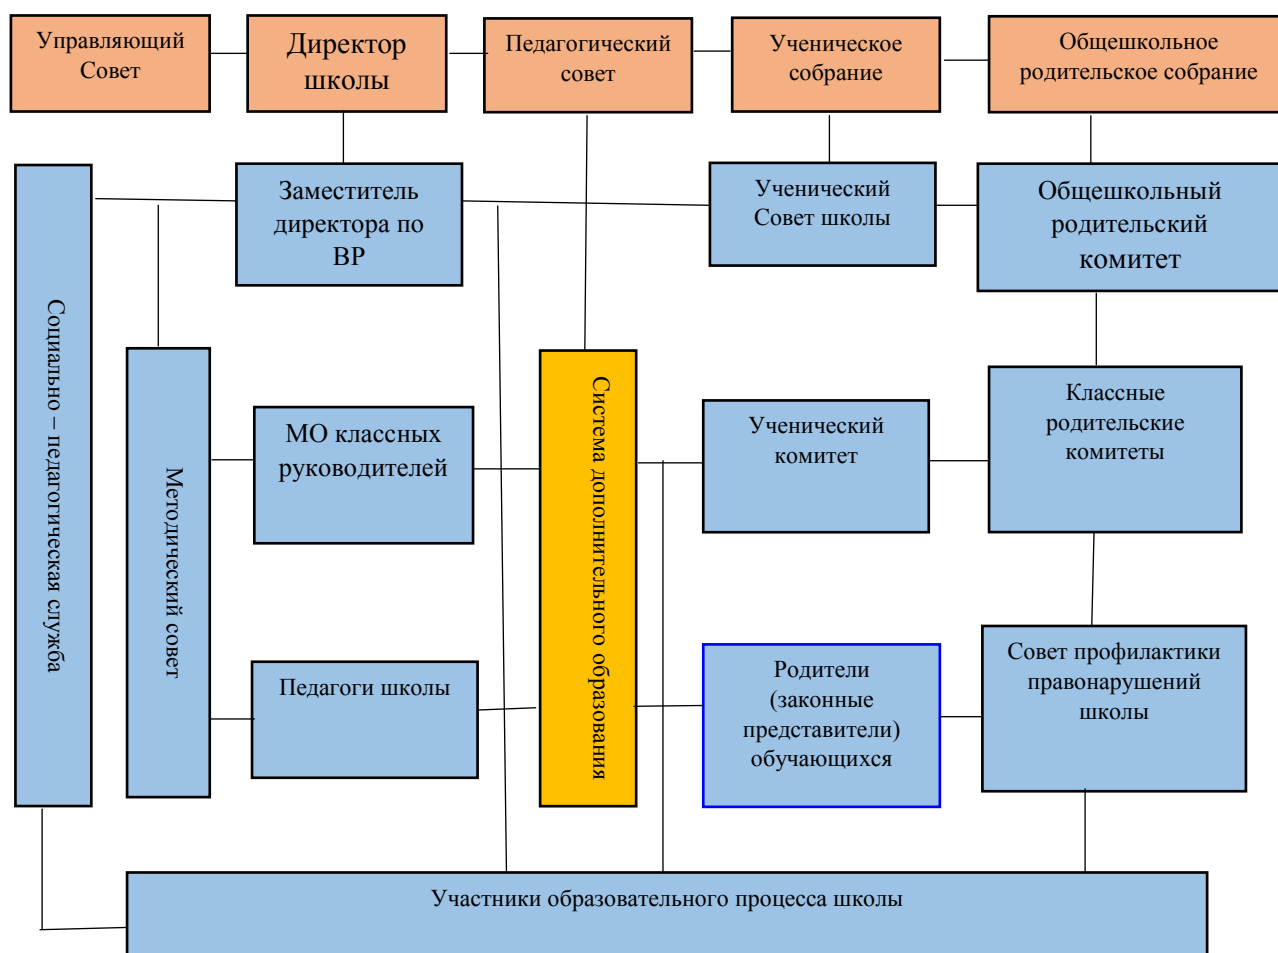 Управляющий
Совет
Директор
школы
Педагогический
совет
Ученическое
собрание
Общешкольное
родительское собрание
Заместитель
директора по
ВР
Ученический
Совет школы
Общешкольный
родительский
комитет
Социально – педагогическая служба
Методический совет
МО классных
руководителей
Система дополнительного образования
Ученический
комитет
Классные
родительские
комитеты
Педагоги школы
Родители
(законные
представители)
обучающихся
Совет профилактики
правонарушений
школы
Участники образовательного процесса школы